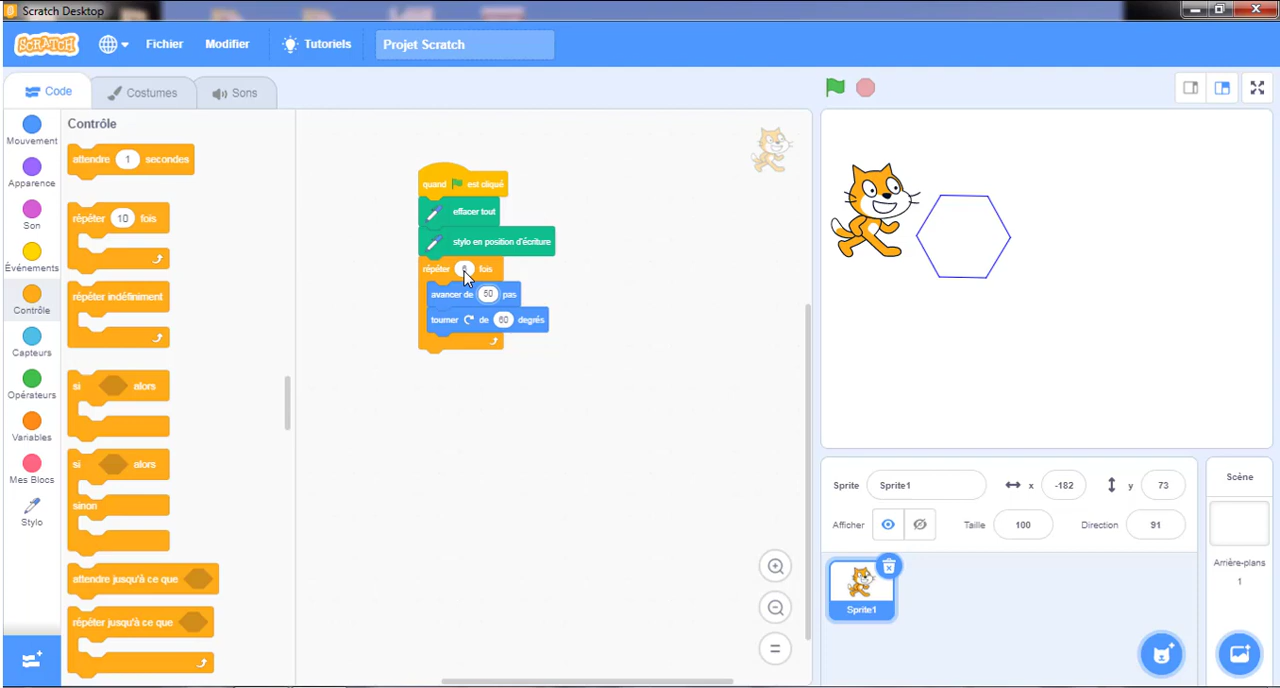 Scratch Desktop
SCRATCH Fichier Modifier Tutoriels Projet Scratch
Code Costumes Sons
Mouvement
Apparence
Son
Événements
Contrôle
Capteurs
Opérateurs
Variables
Mes Blocs
Stylo
Contrôle
attendre 1 secondes
répéter 10 fois
répéter indéfiniment
si alors
si alors
sinon
attendre jusqu'à ce que
répéter jusqu'à ce que
quand est cliqué
effacer tout
stylo en position d'écriture
répéter fois
avancer de 50 pas
tourner de 60 degrés
Sprite Sprite1 x -182 y 73
Afficher Taille 100 Direction 91
Sprite1
Scène
Arrière-plans
1